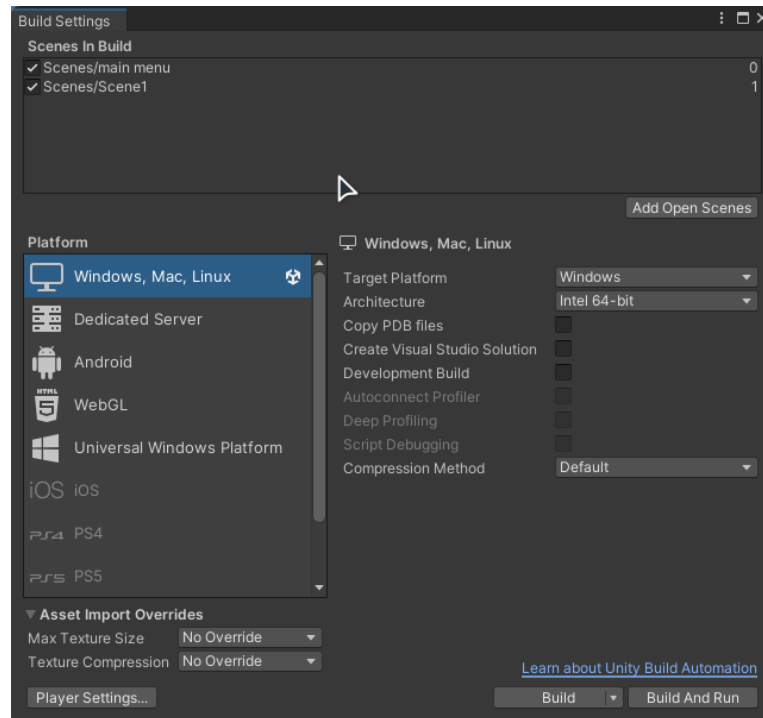 Build Settings
Scenes In Build
Scenes/main menu 0
Scenes/Scene1 1
Add Open Scenes
Platform
Windows, Mac, Linux
Dedicated Server
Android
HTML
5
WebGL
Universal Windows Platform
iOS iOS
PS4 PS4
PS5 PS5
Windows, Mac, Linux
Target Platform Windows
Architecture Intel 64-bit
Copy PDB files
Create Visual Studio Solution
Development Build
Autoconnect Profiler
Deep Profiling
Script Debugging
Compression Method Default
Asset Import Overrides
Max Texture Size No Override
Texture Compression No Override
Learn about Unity Build Automation
Player Settings... Build Build And Run